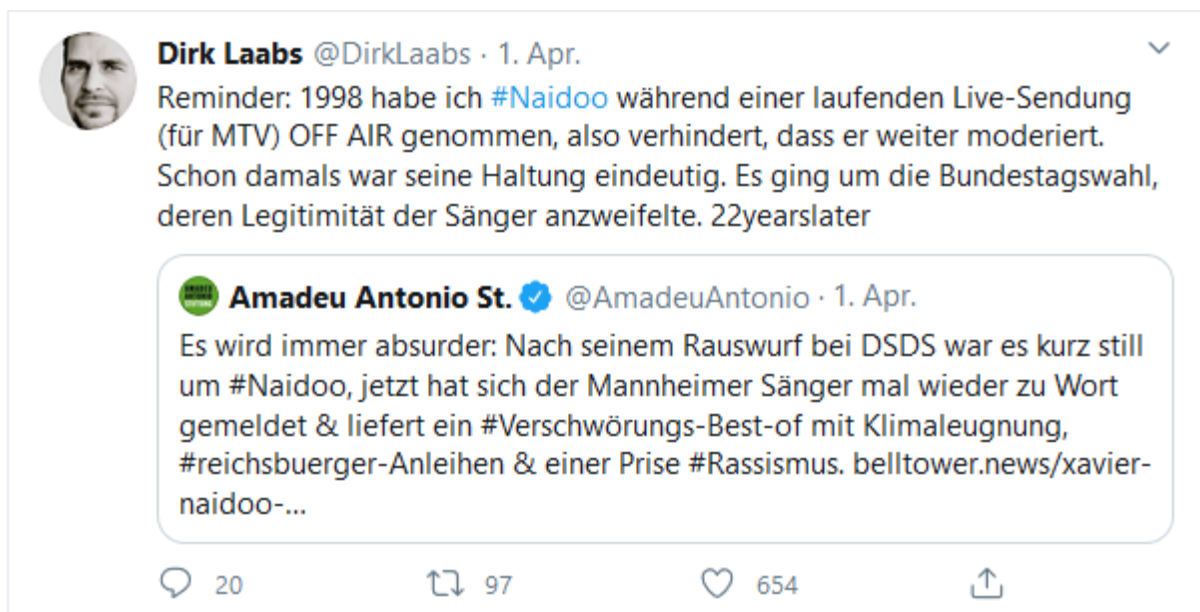 Dirk Laabs @DirkLaabs · 1. Apr.
Reminder: 1998 habe ich #Naidoo während einer laufenden Live-Sendung
(für MTV) OFF AIR genommen, also verhindert, dass er weiter moderiert.
Schon damals war seine Haltung eindeutig. Es ging um die Bundestagswahl,
deren Legitimität der Sänger anzweifelte. 22yearslater
AMADEU
ANTONIO
STIFTUNG
Amadeu Antonio St. @AmadeuAntonio · 1. Apr.
Es wird immer absurder: Nach seinem Rauswurf bei DSDS war es kurz still
um #Naidoo, jetzt hat sich der Mannheimer Sänger mal wieder zu Wort
gemeldet & liefert ein #Verschwörungs-Best-of mit Klimaleugnung,
#reichsbuerger-Anleihen & einer Prise #Rassismus. belltower.news/xavier-
naidoo-...
20 97 654